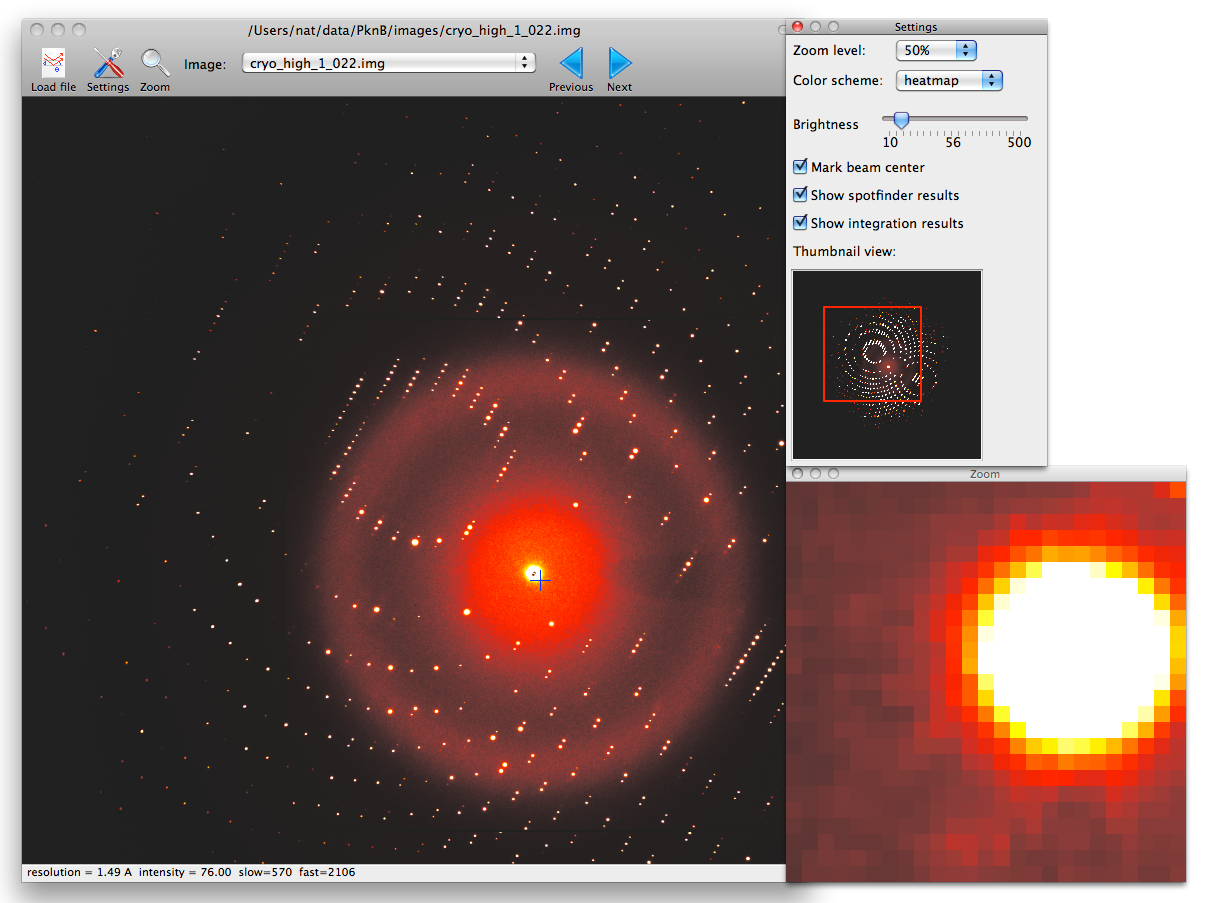 /Users/nat/data/PknB/images/cryo_high_1_022.img
Load file
Settings
Zoom
Image:
cryo_high_1_022.img
Previous
Next
resolution = 1.49 A intensity = 76.00 slow=570 fast=2106
Settings
Zoom level:
50%
Color scheme:
heatmap
Brightness
10 56 500
Mark beam center
Show spotfinder results
Show integration results
Thumbnail view:
Zoom